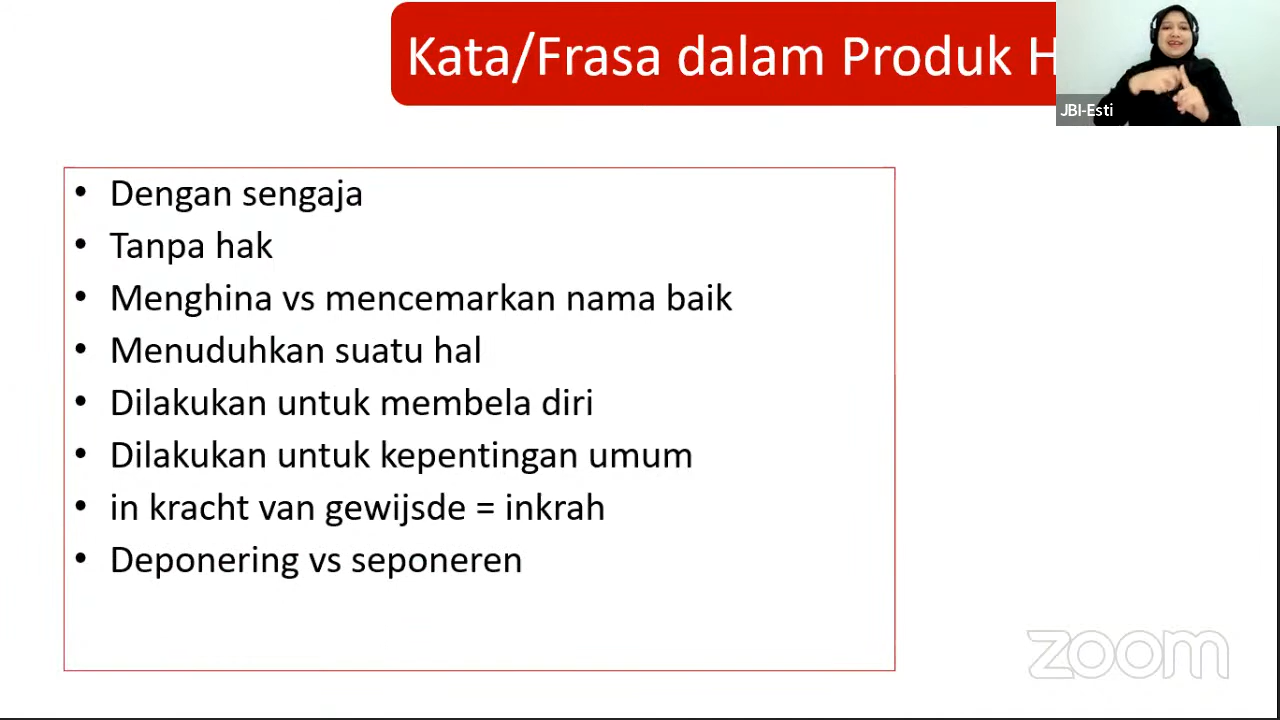 Kata/Frasa dalam Produk H
JBI-Esti
• Dengan sengaja
• Tanpa hak
• Menghina vs mencemarkan nama baik
• Menuduhkan suatu hal
• Dilakukan untuk membela diri
• Dilakukan untuk kepentingan umum
• in kracht van gewijsde = inkrah
• Deponering vs seponeren
zoom